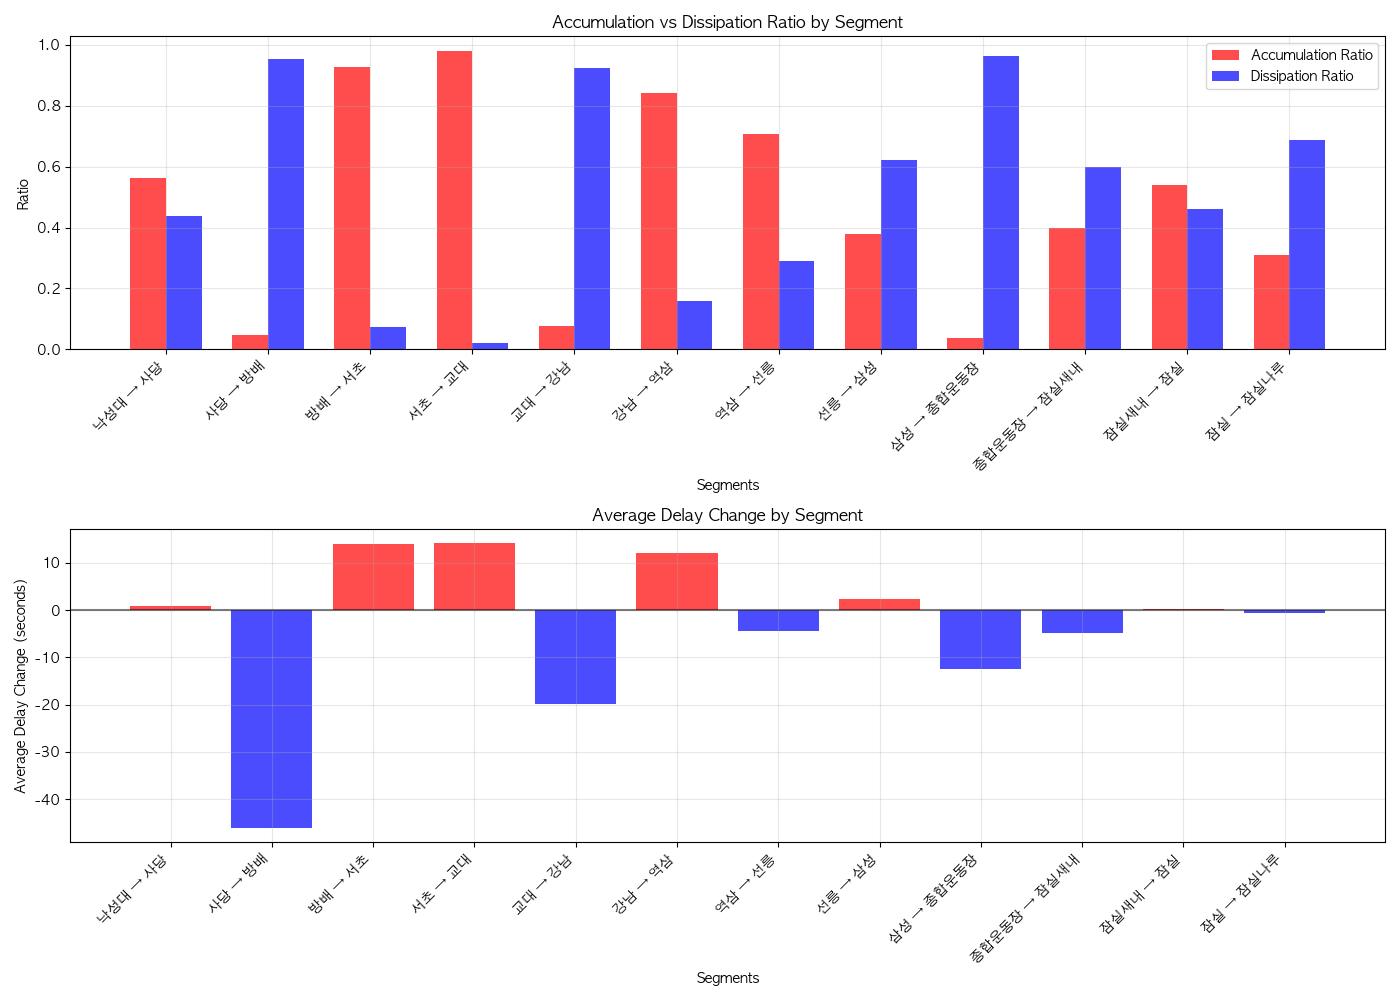 Accumulation vs Dissipation Ratio by Segment
Accumulation Ratio
Dissipation Ratio
Ratio
1.0
0.8
0.6
0.4
0.2
0.0
낙성대 → 사당
사당 → 방배
방배 → 서초
서초 → 교대
교대 → 강남
강남 → 역삼
역삼 → 선릉
선릉 → 삼성
삼성 → 종합운동장
종합운동장 → 잠실새내
잠실새내 → 잠실
잠실 → 잠실나루
Segments
Average Delay Change by Segment
Average Delay Change (seconds)
10
0
-10
-20
-30
-40
낙성대 → 사당
사당 → 방배
방배 → 서초
서초 → 교대
교대 → 강남
강남 → 역삼
역삼 → 선릉
선릉 → 삼성
삼성 → 종합운동장
종합운동장 → 잠실새내
잠실새내 → 잠실
잠실 → 잠실나루
Segments